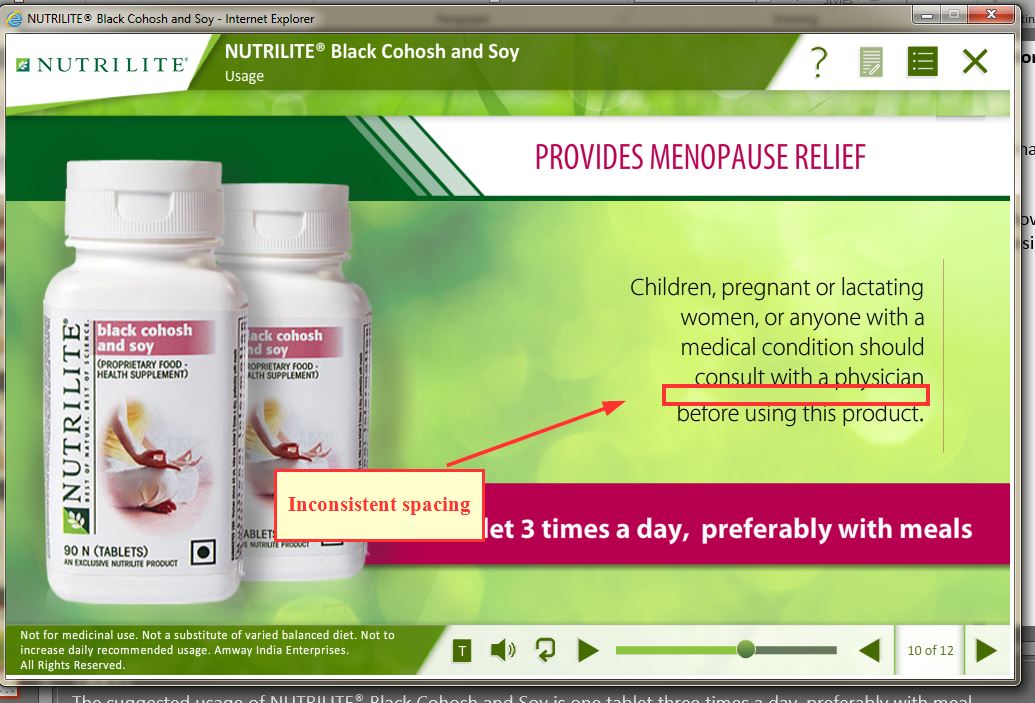 NUTRILITE® Black Cohosh and Soy - Internet Explorer
NUTRILITE®
NUTRILITE® Black Cohosh and Soy
Usage
?
PROVIDES MENOPAUSE RELIEF
Children, pregnant or lactating
women, or anyone with a
medical condition should
consult with a physician
before using this product.
Inconsistent spacing
let 3 times a day,  preferably with meals
NUTRILITE®
BEST OF NATURE. BEST OF SCIENCE.
black cohosh
and soy
(PROPRIETARY FOOD -
HEALTH SUPPLEMENT)
90 N (TABLETS)
AN EXCLUSIVE NUTRILITE PRODUCT
ack cohosh
nd soy
ROPRIETARY FOOD -
EALTH SUPPLEMENT)
ABLETS)
E NUTRILITE PRODUCT
Not for medicinal use. Not a substitute of varied balanced diet. Not to
increase daily recommended usage. Amway India Enterprises.
All Rights Reserved.
T
10 of 12
The suggested usage of NUTRILITE® Black Cohosh and Soy is one tablet three times a day, preferably with meal